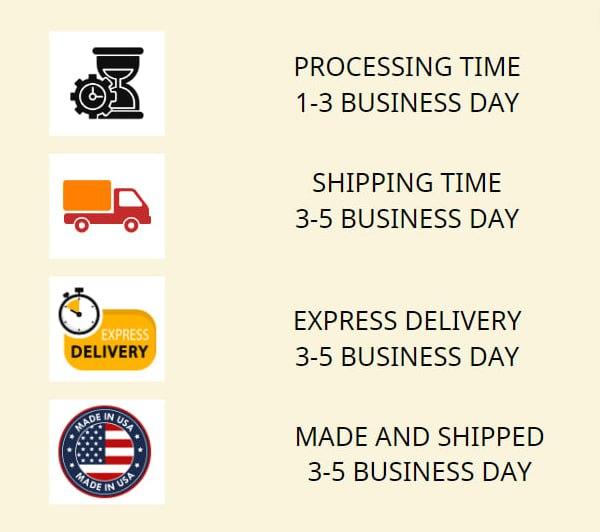 PROCESSING TIME
1-3 BUSINESS DAY
SHIPPING TIME
3-5 BUSINESS DAY
EXPRESS
DELIVERY
EXPRESS DELIVERY
3-5 BUSINESS DAY
MADE IN USA
MADE IN USA
MADE AND SHIPPED
3-5 BUSINESS DAY